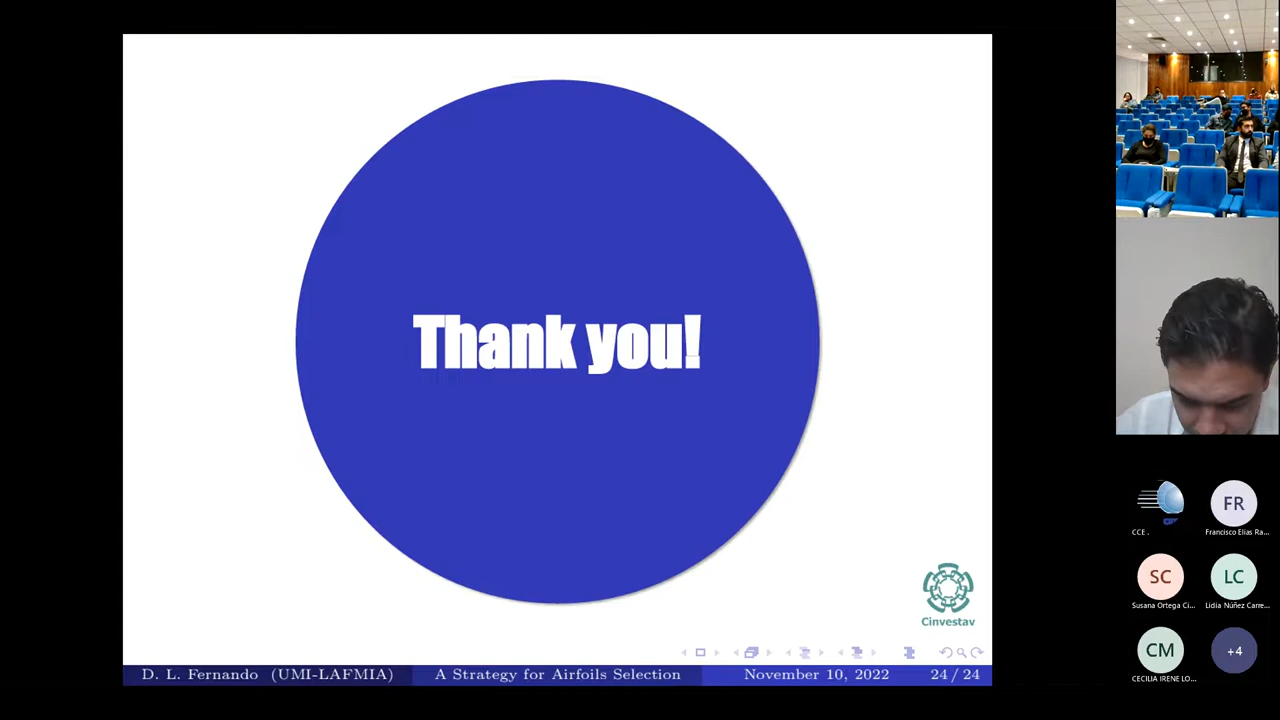 Thank you!
Cinvestav
D. L. Fernando (UMI-LAFMIA) A Strategy for Airfoils Selection November 10, 2022 24 / 24
CCE .
FR
Francisco Elias Ra...
SC
Susana Ortega Ci...
LC
Lidia Núñez Carre...
CM
CECILIA IRENE LO...
+4